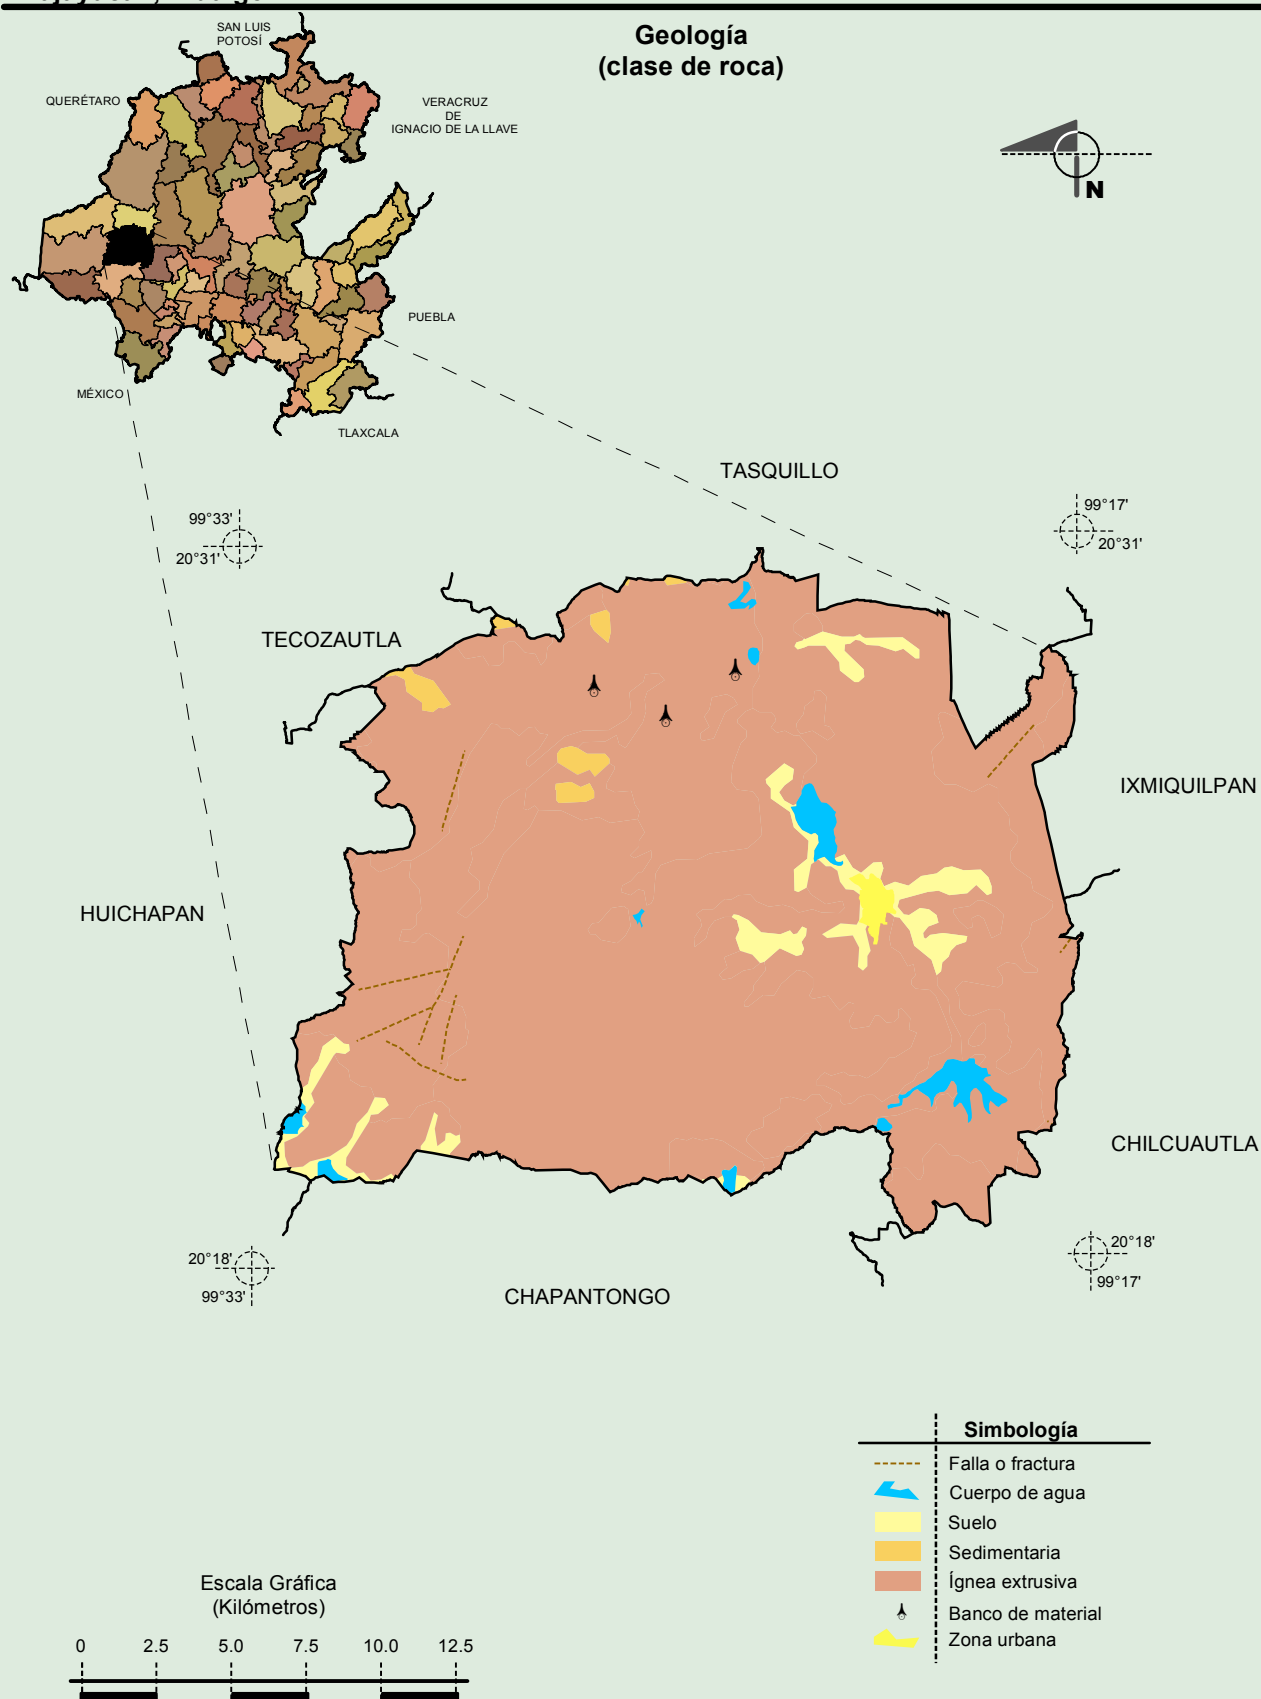 Geología
(clase de roca)
SAN LUIS
POTOSÍ
QUERÉTARO
VERACRUZ
DE
IGNACIO DE LA LLAVE
N
PUEBLA
MÉXICO
TLAXCALA
TASQUILLO
99°33'
20°31'
99°17'
20°31'
TECOZAUTLA
IXMIQUILPAN
HUICHAPAN
CHILCUAUTLA
20°18'
99°33'
20°18'
99°17'
CHAPANTONGO
Simbología
Falla o fractura
Cuerpo de agua
Suelo
Sedimentaria
Ígnea extrusiva
Banco de material
Zona urbana
Escala Gráfica
(Kilómetros)
0 2.5 5.0 7.5 10.0 12.5